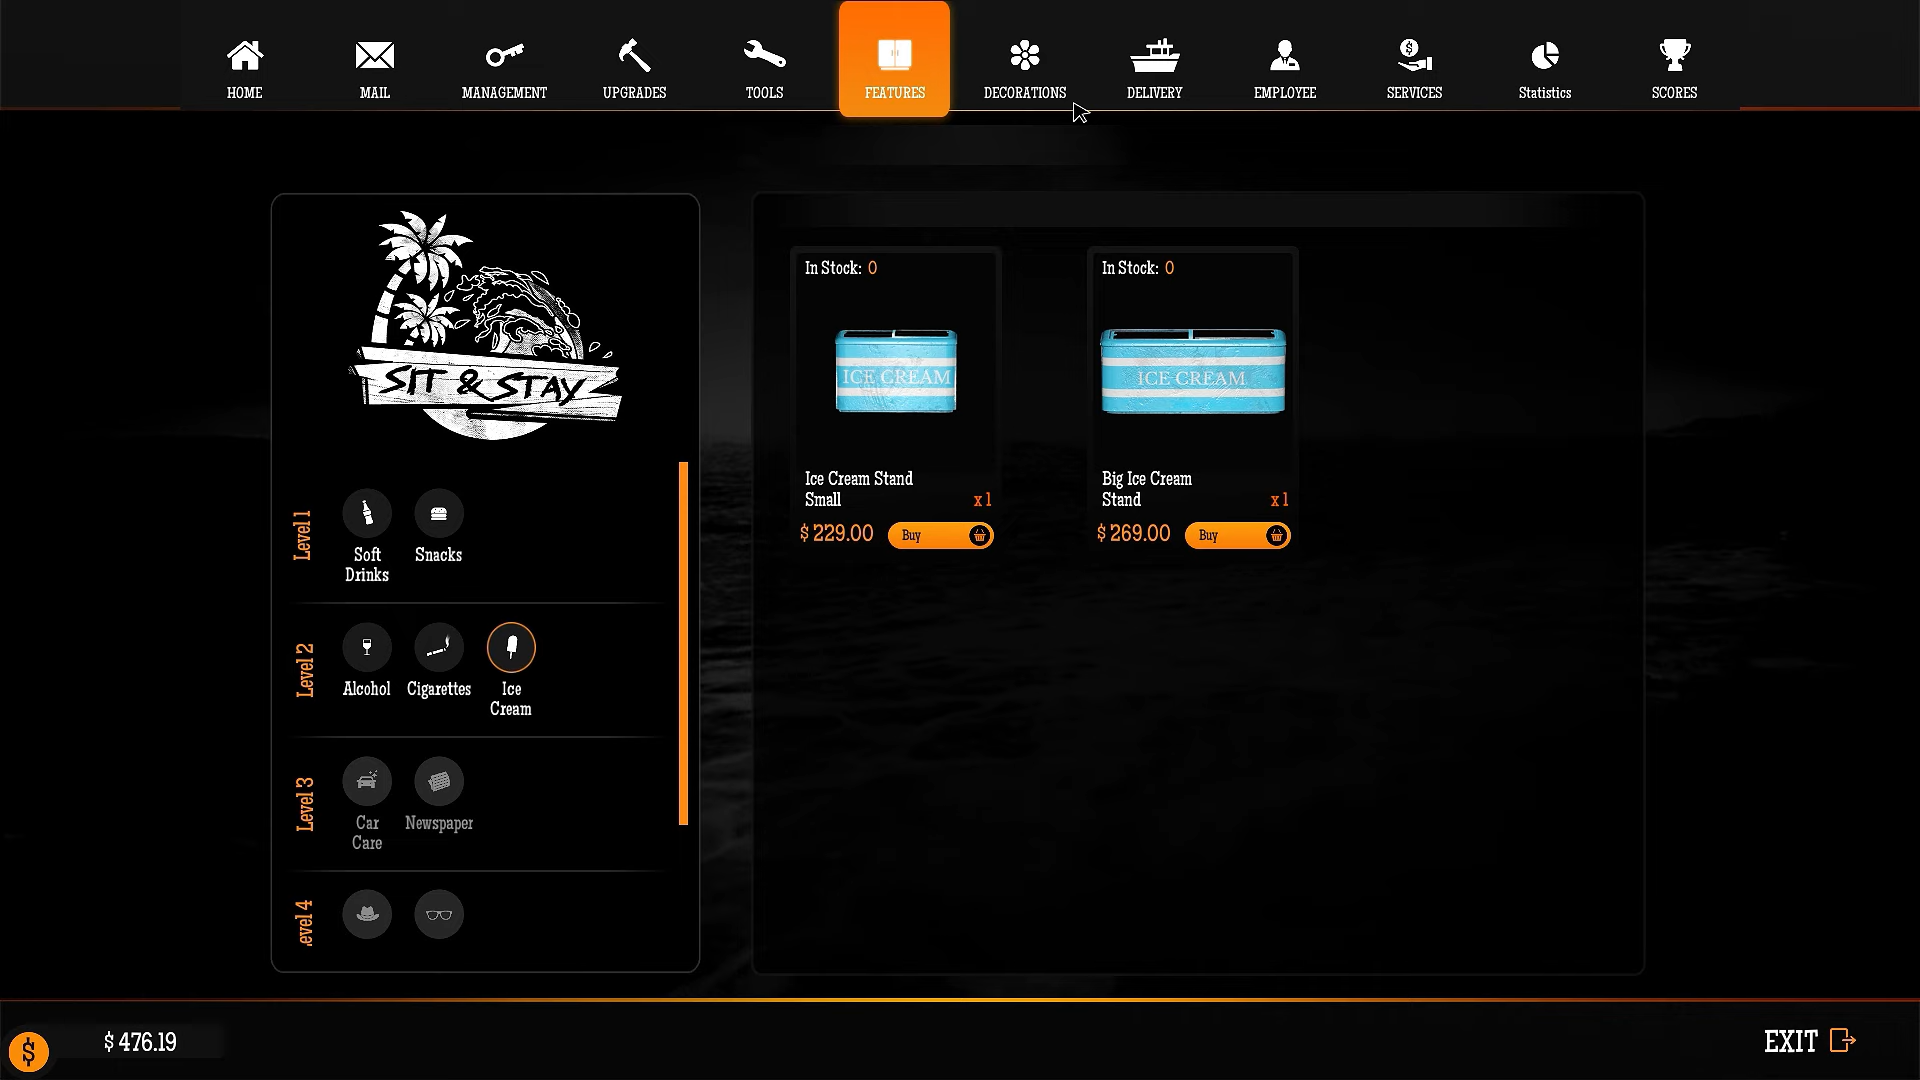 HOME MAIL MANAGEMENT UPGRADES TOOLS FEATURES DECORATIONS DELIVERY EMPLOYEE SERVICES Statistics SCORES
SIT & STAY
Level 1
Soft
Drinks
Snacks
Level 2
Alcohol
Cigarettes
Ice
Cream
Level 3
Car
Care
Newspaper
evel 4
In Stock: 0
ICE CREAM
Ice Cream Stand
Small x1
$ 229.00 Buy
In Stock: 0
ICE CREAM
Big Ice Cream
Stand x1
$ 269.00 Buy
$
$ 476.19
EXIT